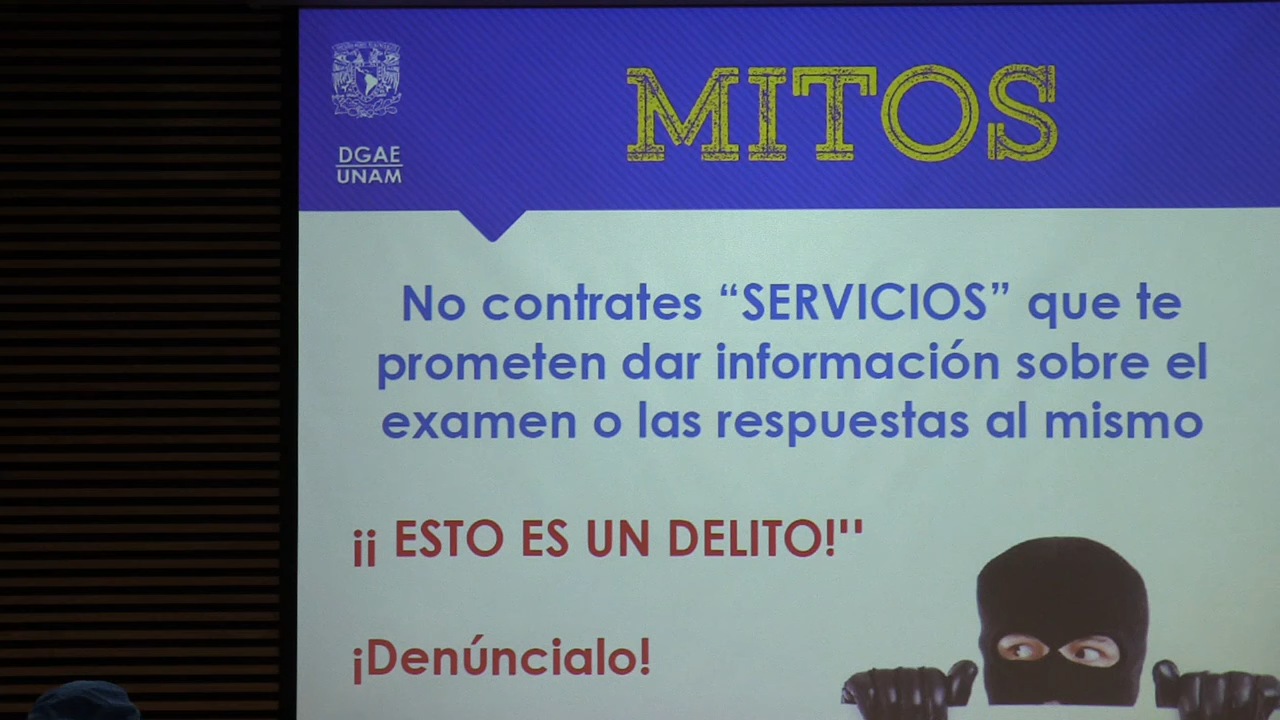 DGAE
UNAM
MITOS
No contrates “SERVICIOS” que te
prometen dar información sobre el
examen o las respuestas al mismo
¡¡ ESTO ES UN DELITO!''
¡Denúncialo!